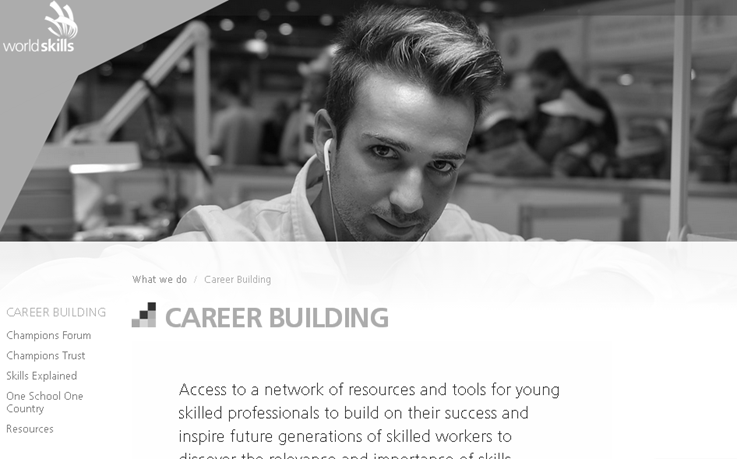 worldskills
What we do / Career Building
CAREER BUILDING
Champions Forum
Champions Trust
Skills Explained
One School One
Country
Resources
CAREER BUILDING
Access to a network of resources and tools for young
skilled professionals to build on their success and
inspire future generations of skilled workers to
discover the relevance and importance of skills